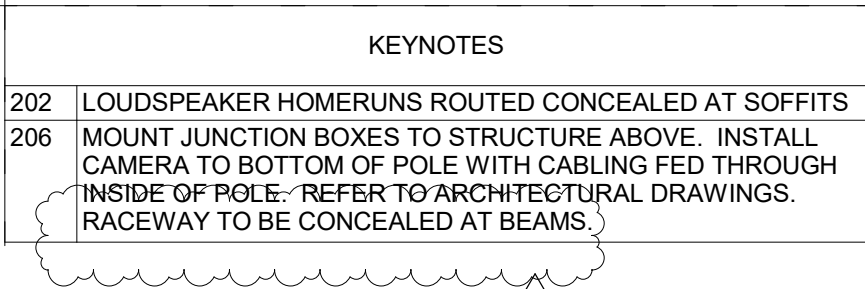 KEYNOTES
202 LOUDSPEAKER HOMERUNS ROUTED CONCEALED AT SOFFITS
206 MOUNT JUNCTION BOXES TO STRUCTURE ABOVE. INSTALL
CAMERA TO BOTTOM OF POLE WITH CABLING FED THROUGH
INSIDE OF POLE. REFER TO ARCHITECTURAL DRAWINGS.
RACEWAY TO BE CONCEALED AT BEAMS.